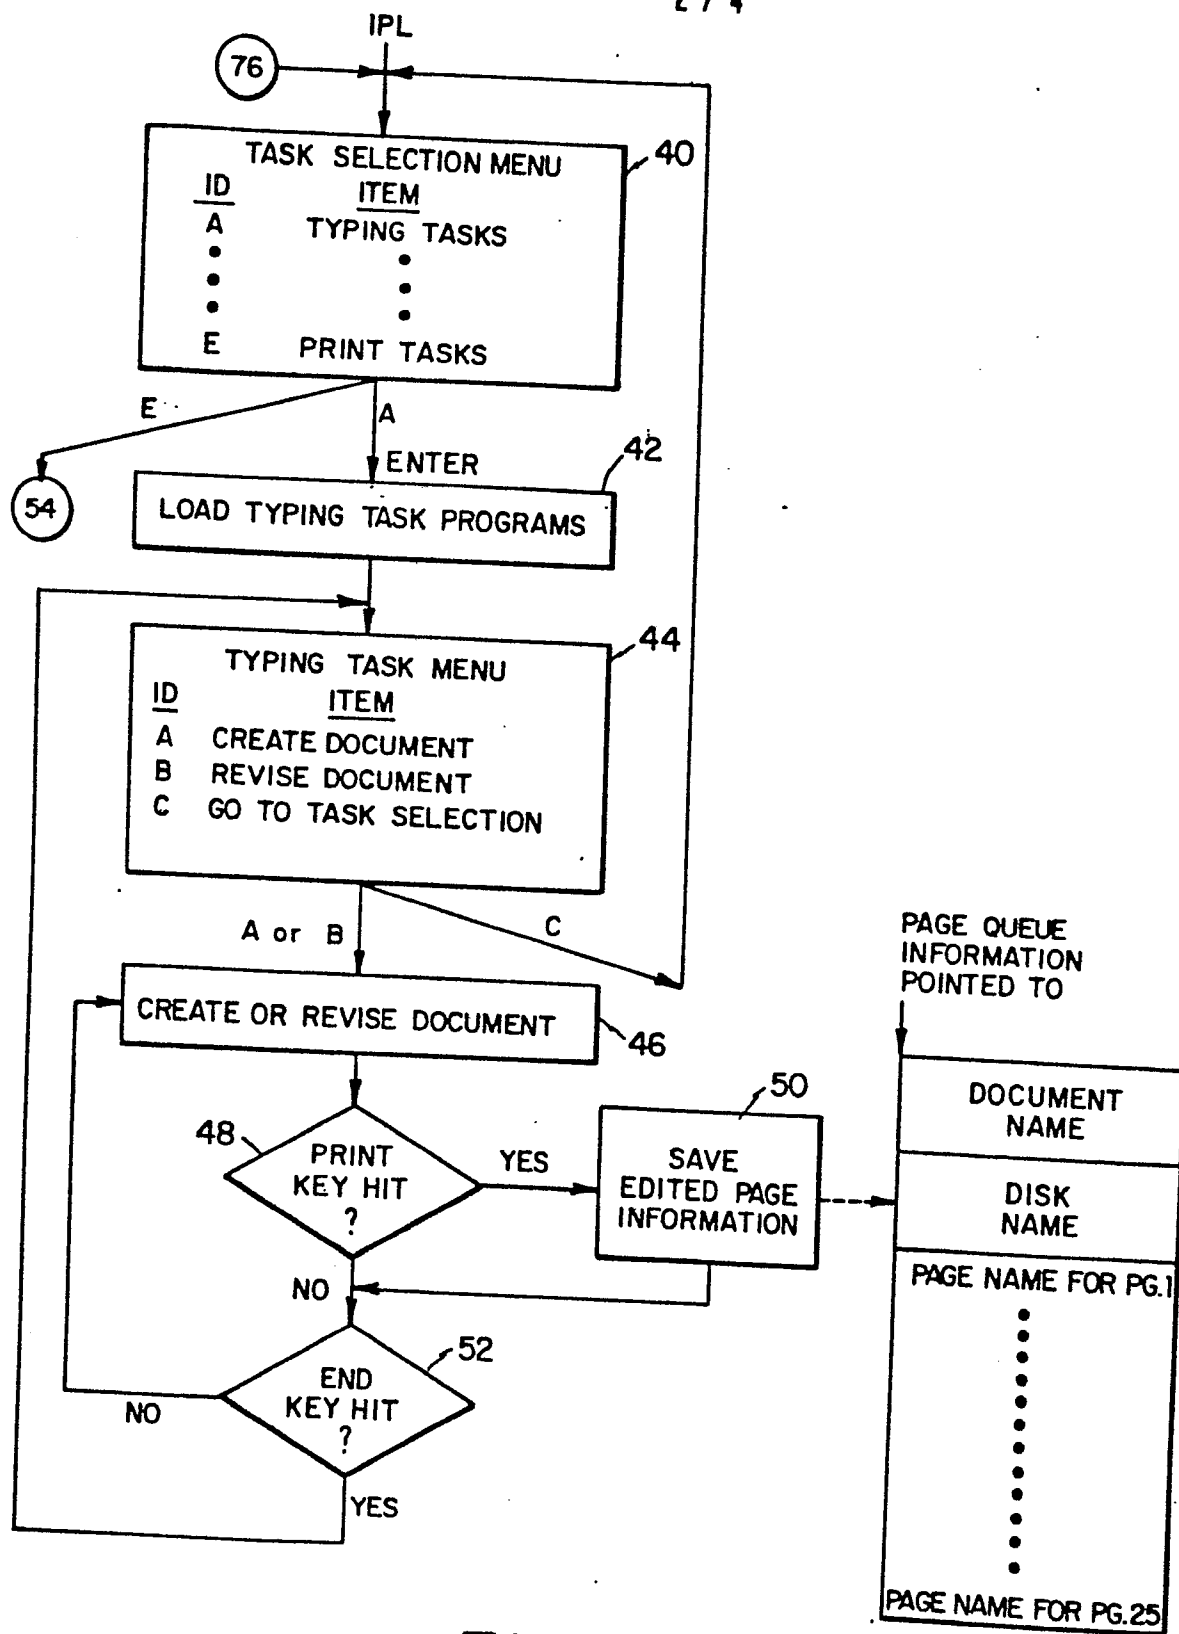 2 / 4
IPL
76
TASK SELECTION MENU
40
ID ITEM
A TYPING TASKS
E PRINT TASKS
E
A
ENTER
42
54
LOAD TYPING TASK PROGRAMS
44
TYPING TASK MENU
ID ITEM
A CREATE DOCUMENT
B REVISE DOCUMENT
C GO TO TASK SELECTION
A or B
C
PAGE QUEUE
INFORMATION
POINTED TO
CREATE OR REVISE DOCUMENT
46
48
PRINT
KEY HIT
?
YES
50
SAVE
EDITED PAGE
INFORMATION
DOCUMENT
NAME
DISK
NAME
PAGE NAME FOR PG.1
PAGE NAME FOR PG.25
NO
52
END
KEY HIT
?
NO
YES